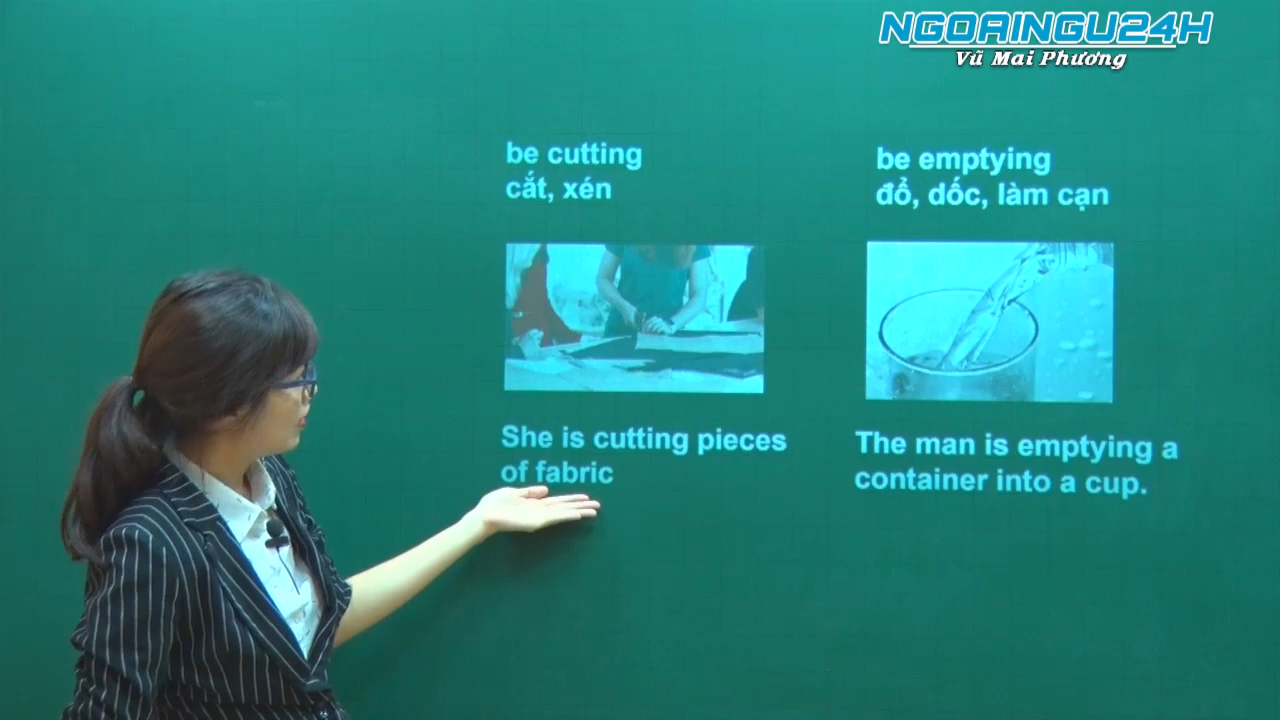 NGOAINGU24H
Vũ Mai Phương
be cutting
cắt, xén
She is cutting pieces
of fabric
be emptying
đổ, dốc, làm cạn
The man is emptying a
container into a cup.